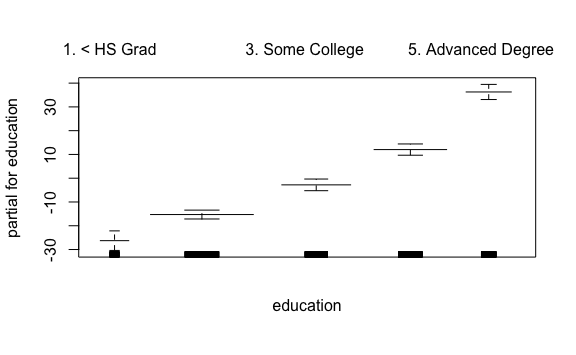 1. < HS Grad 3. Some College 5. Advanced Degree
partial for education
30
10
-10
-30
education